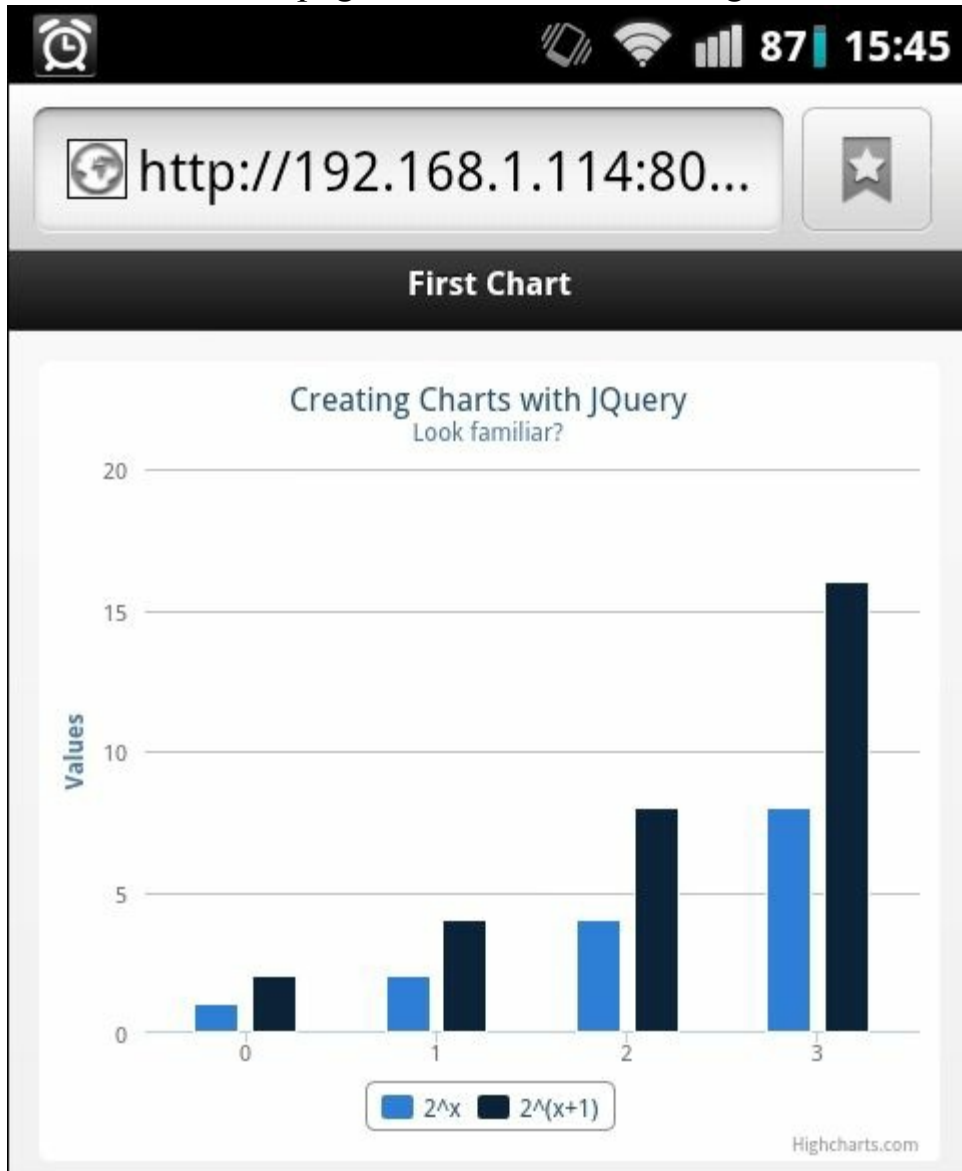 87 15:45
http://192.168.1.114:80...
First Chart
Creating Charts with JQuery
Look familiar?
20
15
10
5
0
Values
0 1 2 3
2^x 2^(x+1)
Highcharts.com